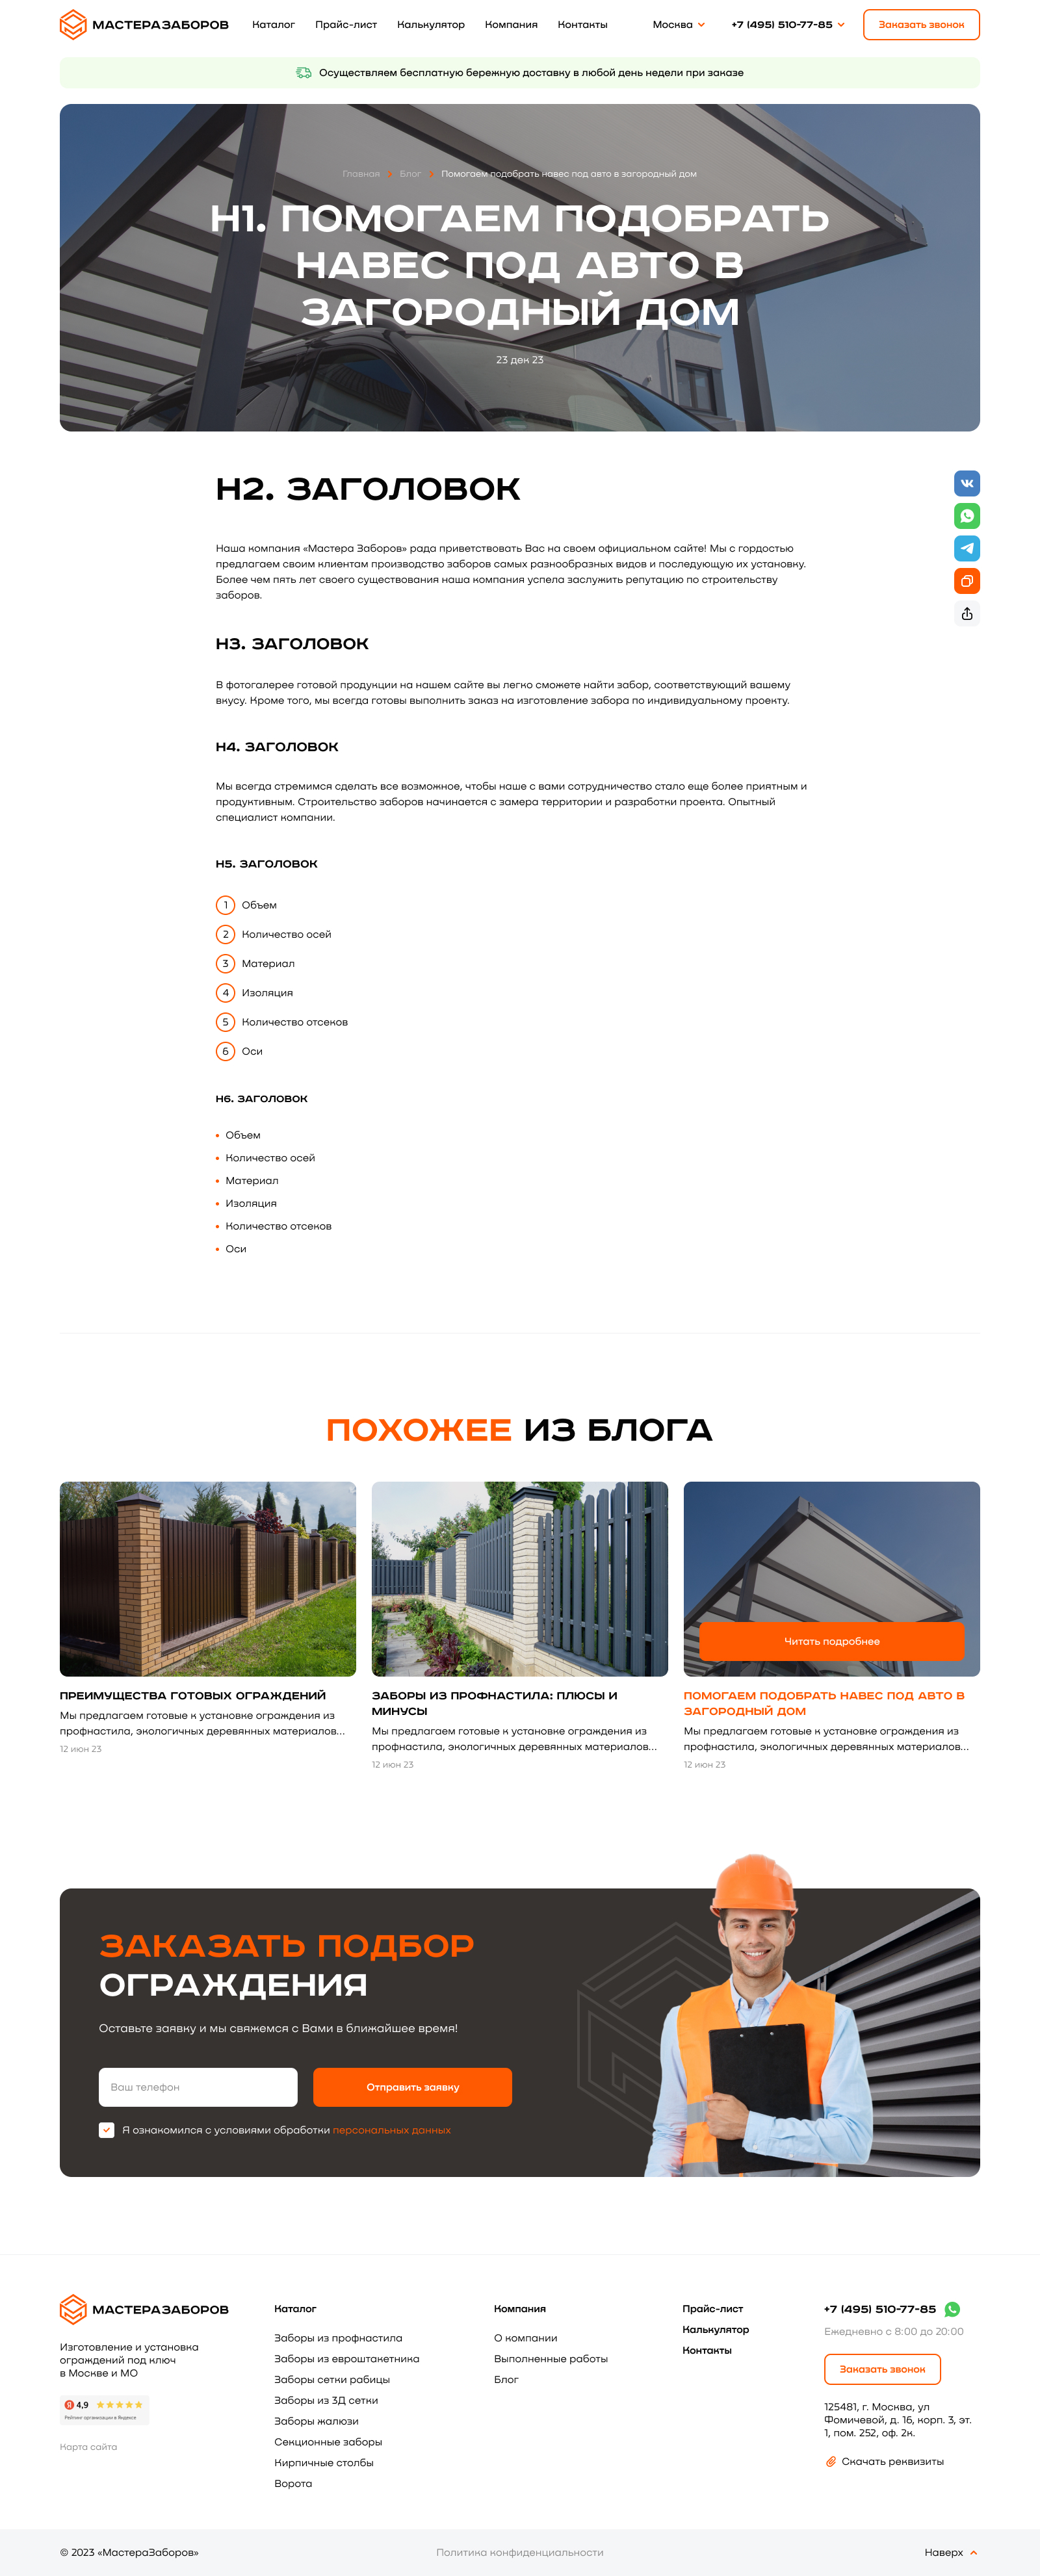 МАСТЕРАЗАБОРОВ Каталог Прайс-лист Калькулятор Компания Контакты Москва +7 (495) 510-77-85 Заказать звонок
Осуществляем бесплатную бережную доставку в любой день недели при заказе
Главная Блог Помогаем подобрать навес под авто в загородный дом
H1. ПОМОГАЕМ ПОДОБРАТЬ
НАВЕС ПОД АВТО В
ЗАГОРОДНЫЙ ДОМ
23 дек 23
H2. ЗАГОЛОВОК
Наша компания «Мастера Заборов» рада приветствовать Вас на своем официальном сайте! Мы с гордостью
предлагаем своим клиентам производство заборов самых разнообразных видов и последующую их установку.
Более чем пять лет своего существования наша компания успела заслужить репутацию по строительству
заборов.
H3. ЗАГОЛОВОК
В фотогалерее готовой продукции на нашем сайте вы легко сможете найти забор, соответствующий вашему
вкусу. Кроме того, мы всегда готовы выполнить заказ на изготовление забора по индивидуальному проекту.
H4. ЗАГОЛОВОК
Мы всегда стремимся сделать все возможное, чтобы наше с вами сотрудничество стало еще более приятным и
продуктивным. Строительство заборов начинается с замера территории и разработки проекта. Опытный
специалист компании.
H5. ЗАГОЛОВОК
1 Объем
2 Количество осей
3 Материал
4 Изоляция
5 Количество отсеков
6 Оси
H6. ЗАГОЛОВОК
• Объем
• Количество осей
• Материал
• Изоляция
• Количество отсеков
• Оси
ПОХОЖЕЕ ИЗ БЛОГА
ПРЕИМУЩЕСТВА ГОТОВЫХ ОГРАЖДЕНИЙ
Мы предлагаем готовые к установке ограждения из
профнастила, экологичных деревянных материалов...
12 июн 23
ЗАБОРЫ ИЗ ПРОФНАСТИЛА: ПЛЮСЫ И
МИНУСЫ
Мы предлагаем готовые к установке ограждения из
профнастила, экологичных деревянных материалов...
12 июн 23
Читать подробнее
ПОМОГАЕМ ПОДОБРАТЬ НАВЕС ПОД АВТО В
ЗАГОРОДНЫЙ ДОМ
Мы предлагаем готовые к установке ограждения из
профнастила, экологичных деревянных материалов...
12 июн 23
ЗАКАЗАТЬ ПОДБОР
ОГРАЖДЕНИЯ
Оставьте заявку и мы свяжемся с Вами в ближайшее время!
Ваш телефон Отправить заявку
Я ознакомился с условиями обработки персональных данных
МАСТЕРАЗАБОРОВ
Изготовление и установка
ограждений под ключ
в Москве и МО
Я 4,9
Рейтинг организации в Яндексе
Карта сайта
Каталог
Заборы из профнастила
Заборы из евроштакетника
Заборы сетки рабицы
Заборы из 3Д сетки
Заборы жалюзи
Секционные заборы
Кирпичные столбы
Ворота
Компания
О компании
Выполненные работы
Блог
Прайс-лист
Калькулятор
Контакты
+7 (495) 510-77-85
Ежедневно с 8:00 до 20:00
Заказать звонок
125481, г. Москва, ул
Фомичевой, д. 16, корп. 3, эт.
1, пом. 252, оф. 2к.
Скачать реквизиты
© 2023 «МастераЗаборов» Политика конфиденциальности Наверх